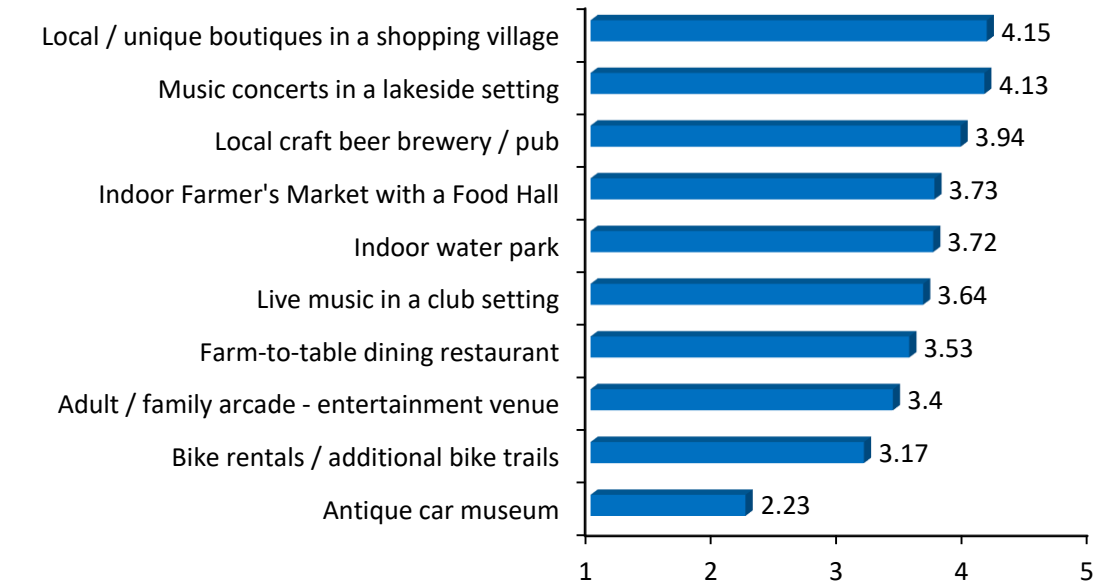 Local / unique boutiques in a shopping village 4.15
Music concerts in a lakeside setting 4.13
Local craft beer brewery / pub 3.94
Indoor Farmer's Market with a Food Hall 3.73
Indoor water park 3.72
Live music in a club setting 3.64
Farm-to-table dining restaurant 3.53
Adult / family arcade - entertainment venue 3.4
Bike rentals / additional bike trails 3.17
Antique car museum 2.23
1 2 3 4 5